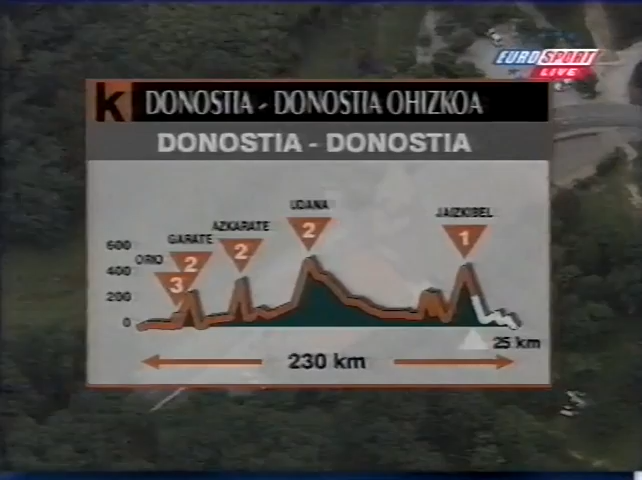 EUROSPORT
LIVE
k DONOSTIA - DONOSTIA OHIZKOA
DONOSTIA - DONOSTIA
UDANA
JAIZKIBEL
AZKARATE
GARATE
2
1
600
2
ORIO
2
400
3
200
0
25 km
230 km